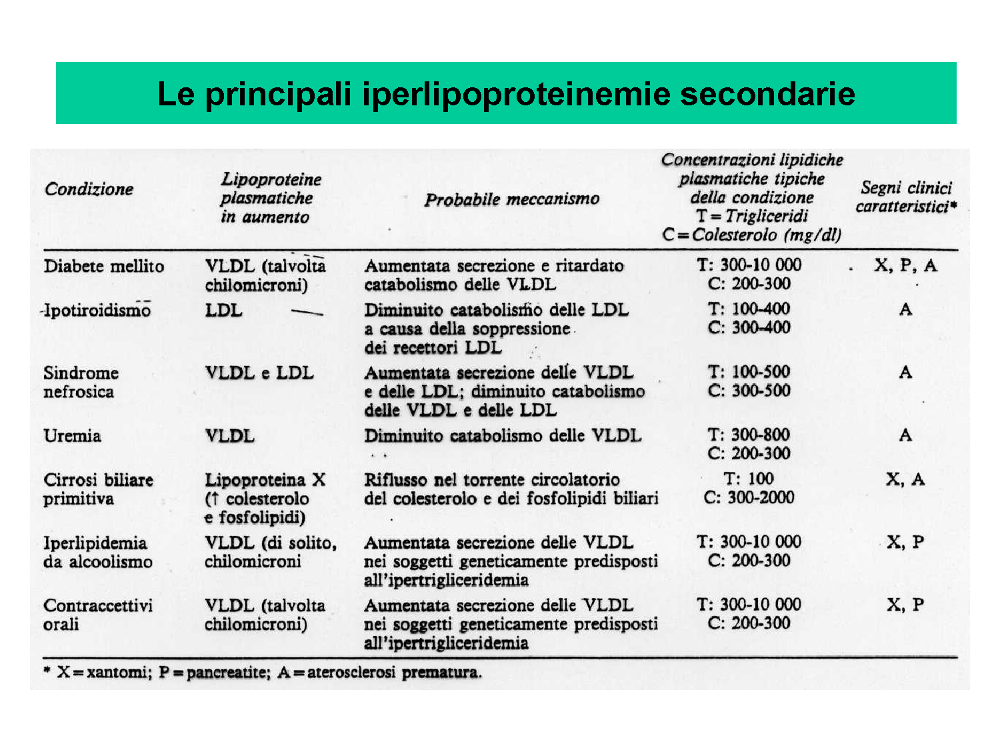 Le principali iperlipoproteinemie secondarie
Condizione
Lipoproteine
plasmatiche
in aumento
Probabile meccanismo
Concentrazioni lipidiche
plasmatiche tipiche
della condizione
T = Trigliceridi
C = Colesterolo (mg/dl)
Segni clinici
caratteristici*
Diabete mellito
VLDL (talvolta
chilomicroni)
Aumentata secrezione e ritardato
catabolismo delle VLDL
T: 300-10 000
C: 200-300
X, P, A
Ipotiroidismo
LDL
Diminuito catabolismo delle LDL
a causa della soppressione
dei recettori LDL
T: 100-400
C: 300-400
A
Sindrome
nefrosica
VLDL e LDL
Aumentata secrezione delle VLDL
e delle LDL; diminuito catabolismo
delle VLDL e delle LDL
T: 100-500
C: 300-500
A
Uremia
VLDL
Diminuito catabolismo delle VLDL
T: 300-800
C: 200-300
A
Cirrosi biliare
primitiva
Lipoproteina X
(↑ colesterolo
e fosfolipidi)
Riflusso nel torrente circolatorio
del colesterolo e dei fosfolipidi biliari
T: 100
C: 300-2000
X, A
Iperlipidemia
da alcoolismo
VLDL (di solito,
chilomicroni
Aumentata secrezione delle VLDL
nei soggetti geneticamente predisposti
all'ipertrigliceridemia
T: 300-10 000
C: 200-300
X, P
Contraccettivi
orali
VLDL (talvolta
chilomicroni)
Aumentata secrezione delle VLDL
nei soggetti geneticamente predisposti
all'ipertrigliceridemia
T: 300-10 000
C: 200-300
X, P
* X = xantomi; P = pancreatite; A = aterosclerosi prematura.